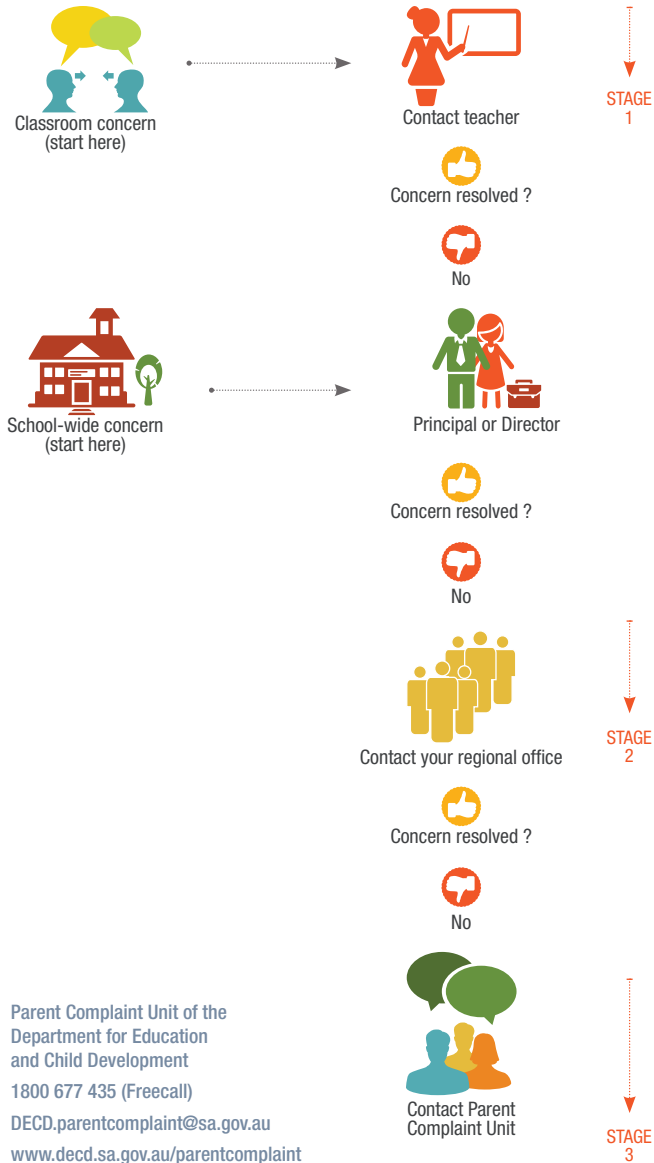 Classroom concern
(start here)
Contact teacher
STAGE
1
Concern resolved ?
No
School-wide concern
(start here)
Principal or Director
Concern resolved ?
No
Contact your regional office
STAGE
2
Concern resolved ?
No
Parent Complaint Unit of the
Department for Education
and Child Development
1800 677 435 (Freecall)
DECD.parentcomplaint@sa.gov.au
www.decd.sa.gov.au/parentcomplaint
Contact Parent
Complaint Unit
STAGE
3